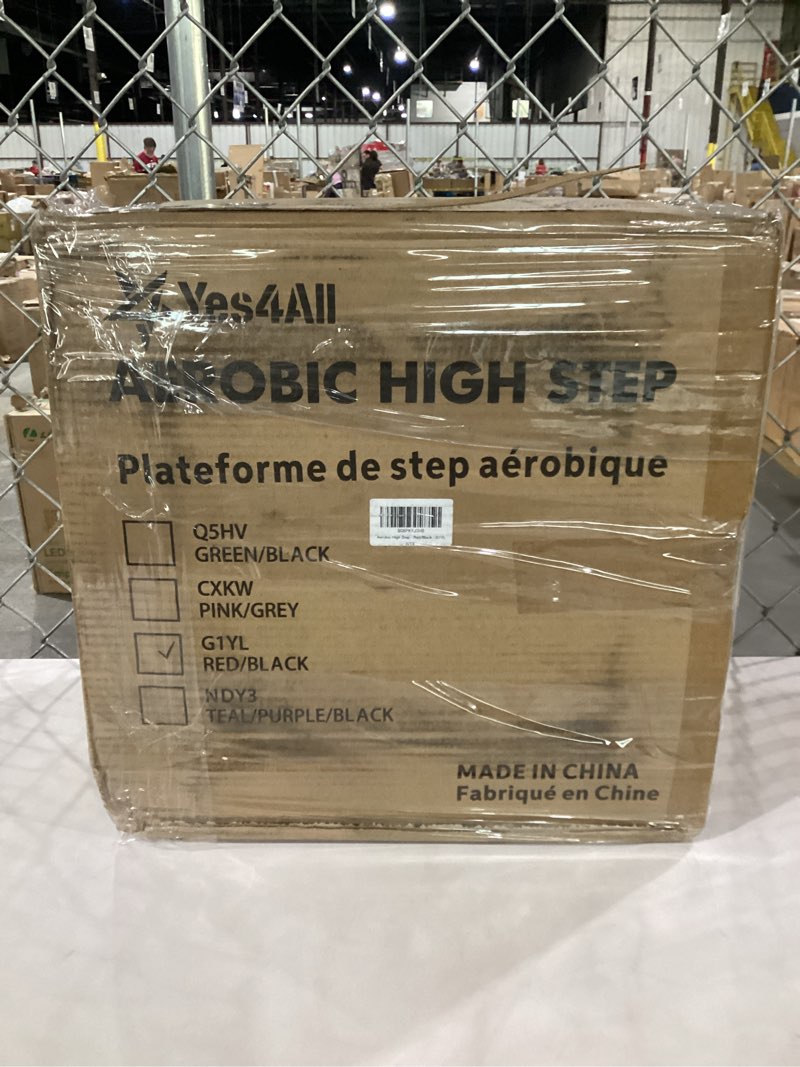 Yes4All
AEROBIC HIGH STEP
Plateforme de step aérobique
Q5HV
GREEN/BLACK
CXKW
PINK/GREY
G1YL
RED/BLACK
NDY3
TEAL/PURPLE/BLACK
MADE IN CHINA
Fabriqué en Chine
LED